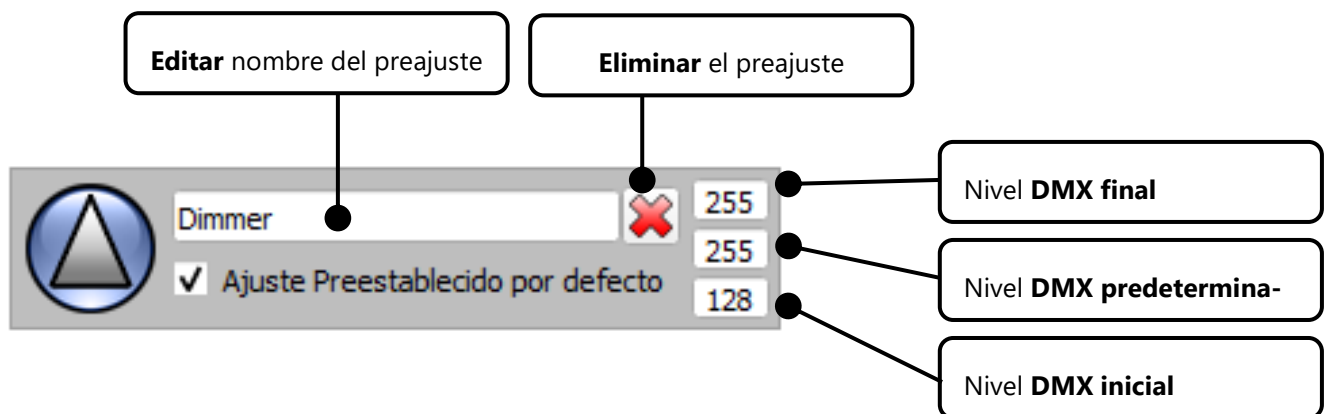 Editar nombre del preajuste
Eliminar el preajuste
Nivel DMX final
Dimmer
255
255
Ajuste Preestablecido por defecto
Nivel DMX predetermina-
128
Nivel DMX inicial